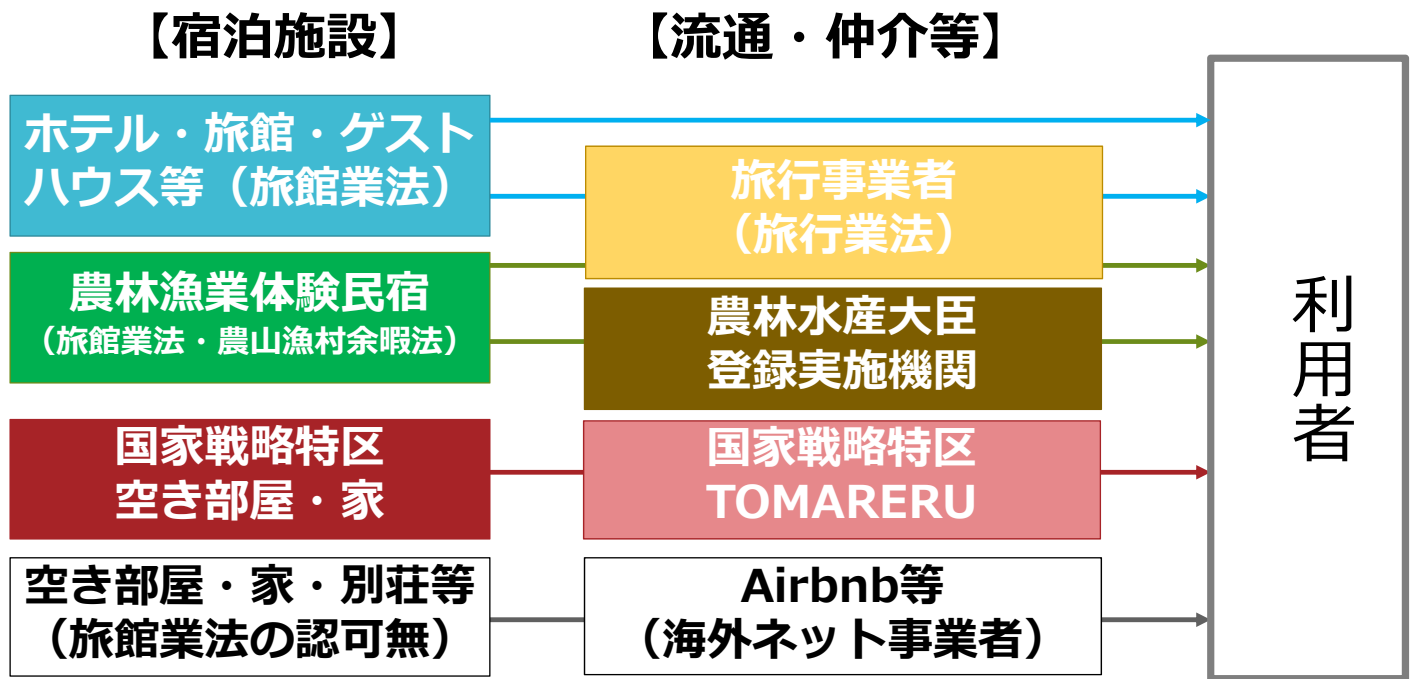 【宿泊施設】
【流通・仲介等】
ホテル・旅館・ゲスト
ハウス等（旅館業法）
旅行事業者
（旅行業法）
農林漁業体験民宿
（旅館業法・農山漁村余暇法）
農林水産大臣
登録実施機関
国家戦略特区
空き部屋・家
国家戦略特区
TOMARERU
空き部屋・家・別荘等
（旅館業法の認可無）
Airbnb等
（海外ネット事業者）
利用者